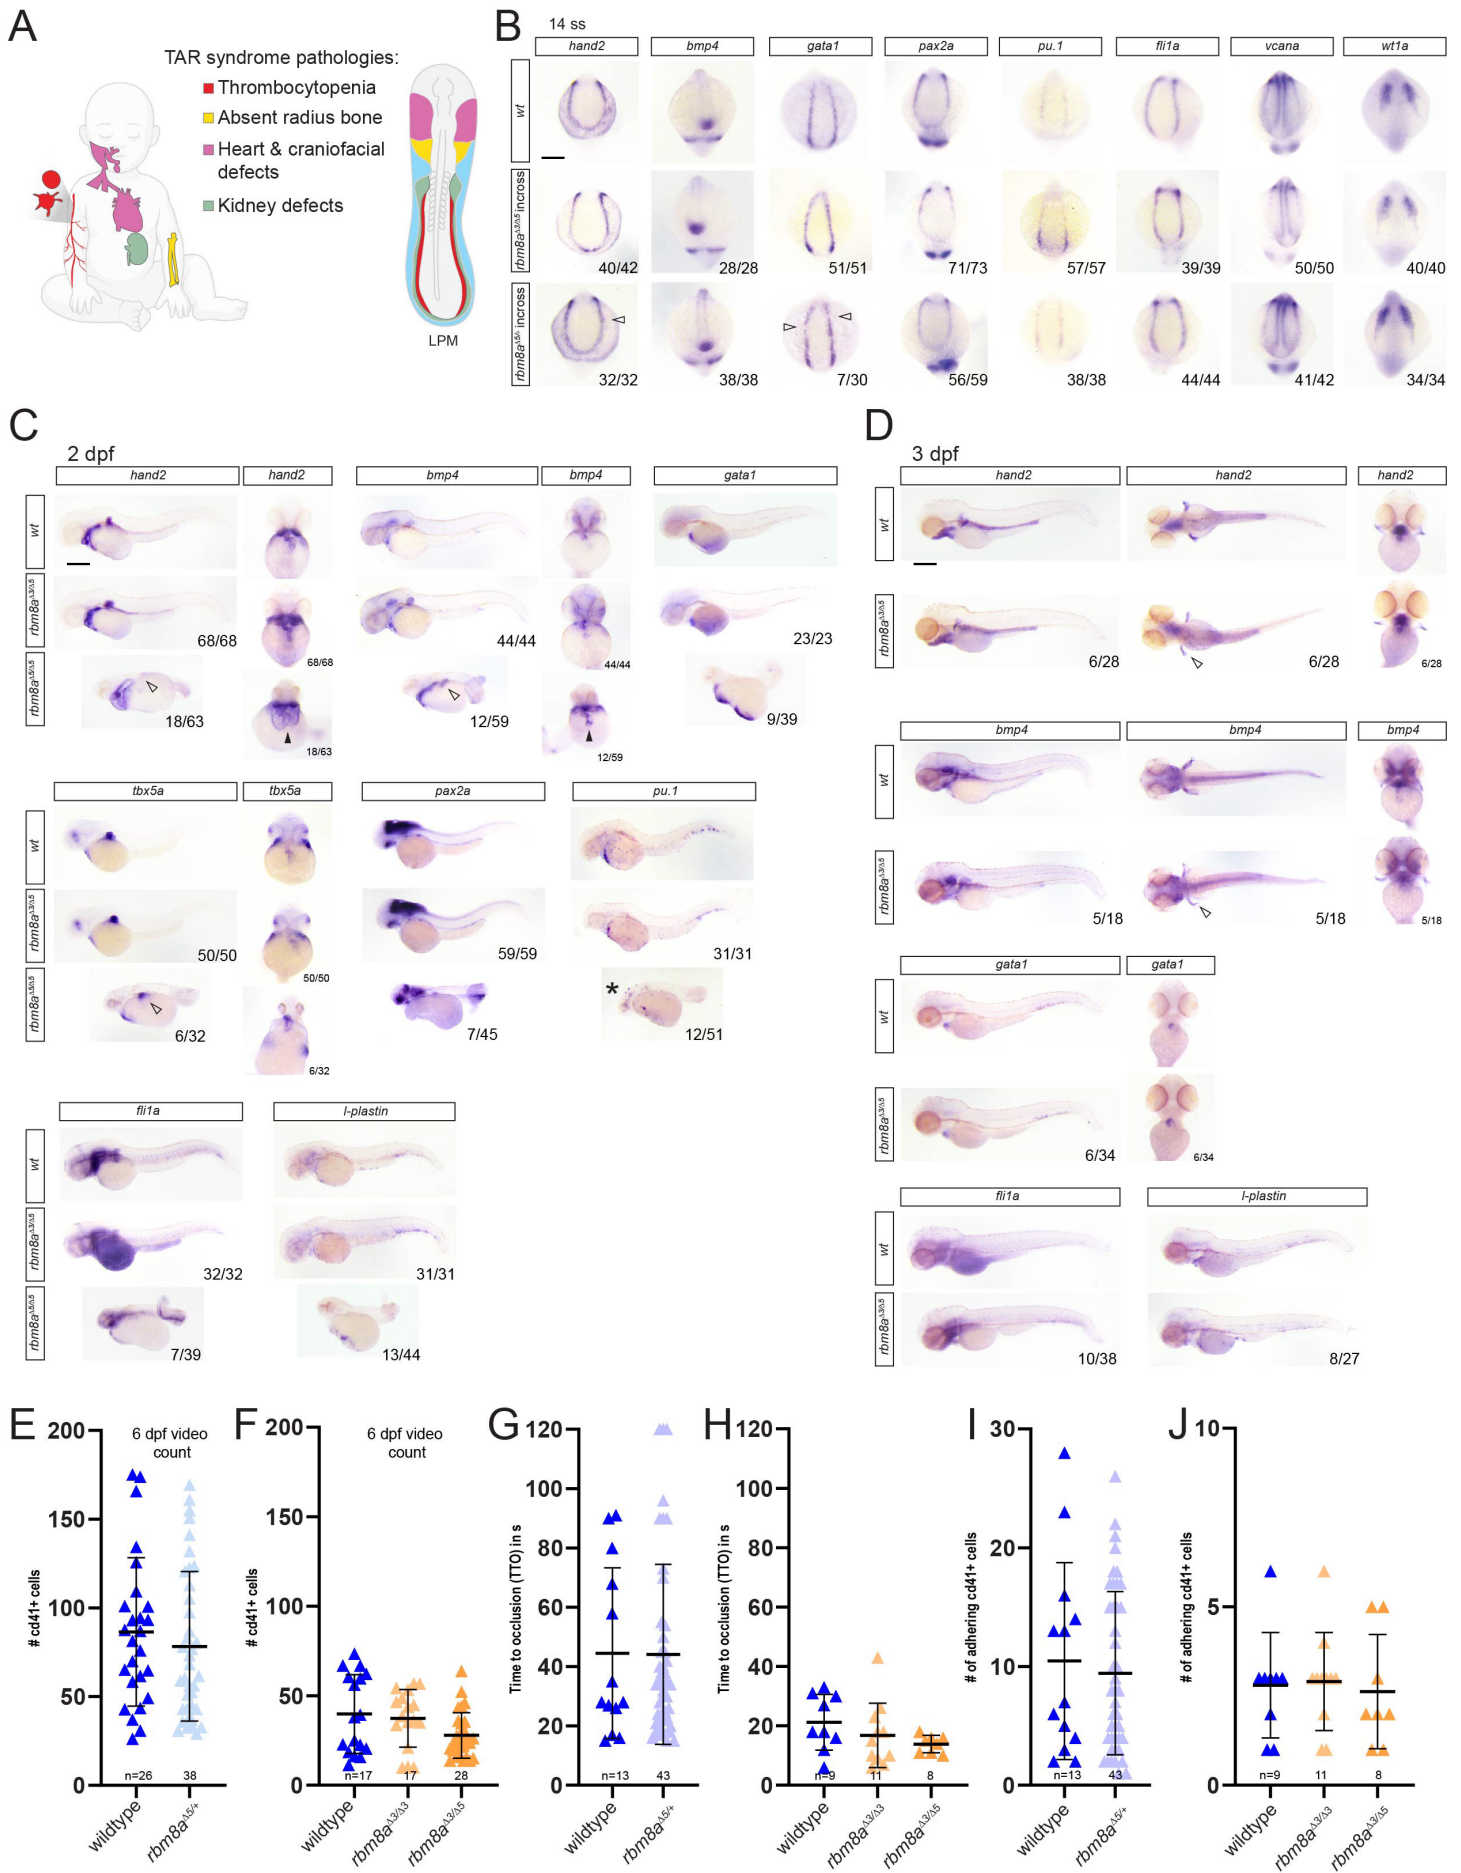 A
TAR syndrome pathologies:
Thrombocytopenia
Absent radius bone
Heart & craniofacial
defects
Kidney defects
LPM
B
14 ss
hand2
bmp4
gata1
pax2a
pu.1
fli1a
vcana
wt1a
wt
rbm8aΔ3/Δ5 incross
40/42
28/28
51/51
71/73
57/57
39/39
50/50
40/40
rbm8aΔ5/- incross
32/32
38/38
7/30
56/59
38/38
44/44
41/42
34/34
C
2 dpf
hand2
hand2
bmp4
bmp4
gata1
wt
rbm8aΔ3/Δ5
68/68
68/68
44/44
44/44
23/23
rbm8aΔ5/Δ5
18/63
18/63
12/59
12/59
9/39
tbx5a
tbx5a
pax2a
pu.1
wt
rbm8aΔ3/Δ5
50/50
50/50
59/59
31/31
rbm8aΔ5/Δ5
6/32
6/32
7/45
*
12/51
fli1a
l-plastin
wt
rbm8aΔ3/Δ5
32/32
31/31
rbm8aΔ5/Δ5
7/39
13/44
D
3 dpf
hand2
hand2
hand2
wt
rbm8aΔ3/Δ5
6/28
6/28
6/28
bmp4
bmp4
bmp4
wt
rbm8aΔ3/Δ5
5/18
5/18
5/18
gata1
gata1
wt
rbm8aΔ3/Δ5
6/34
6/34
fli1a
l-plastin
wt
rbm8aΔ3/Δ5
10/38
8/27
E
6 dpf video
count
# cd41+ cells
200
150
100
50
0
n=26
38
wildtype
rbm8aΔ5/+
F
6 dpf video
count
# cd41+ cells
200
150
100
50
0
n=17
17
28
wildtype
rbm8aΔ3/Δ3
rbm8aΔ3/Δ5
G
Time to occlusion (TTO) in s
120
100
80
60
40
20
0
n=13
43
wildtype
rbm8aΔ5/+
H
Time to occlusion (TTO) in s
120
100
80
60
40
20
0
n=9
11
8
wildtype
rbm8aΔ3/Δ3
rbm8aΔ3/Δ5
I
# of adhering cd41+ cells
30
20
10
0
n=13
43
wildtype
rbm8aΔ5/+
J
# of adhering cd41+ cells
10
5
0
n=9
11
8
wildtype
rbm8aΔ3/Δ3
rbm8aΔ3/Δ5